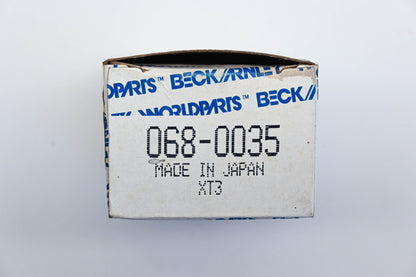 DPARTS™ BECK/ARNLEY
WORLDPARTS™ BECK/
068-0035
MADE IN JAPAN
XT3